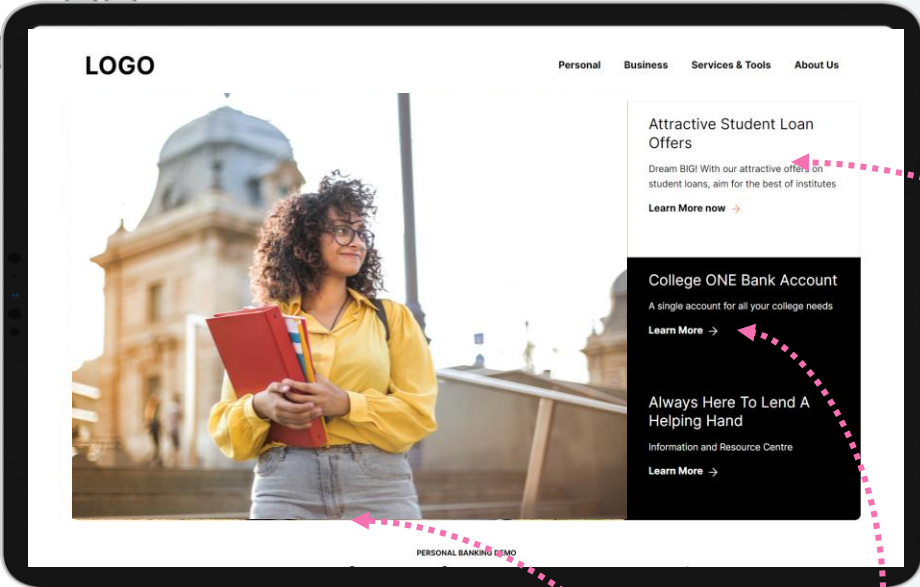 LOGO
Personal Business Services & Tools About Us
Attractive Student Loan
Offers
Dream BIG! With our attractive offers on
student loans, aim for the best of institutes
Learn More now →
College ONE Bank Account
A single account for all your college needs
Learn More →
Always Here To Lend A
Helping Hand
Information and Resource Centre
Learn More →
PERSONAL BANKING DEMO